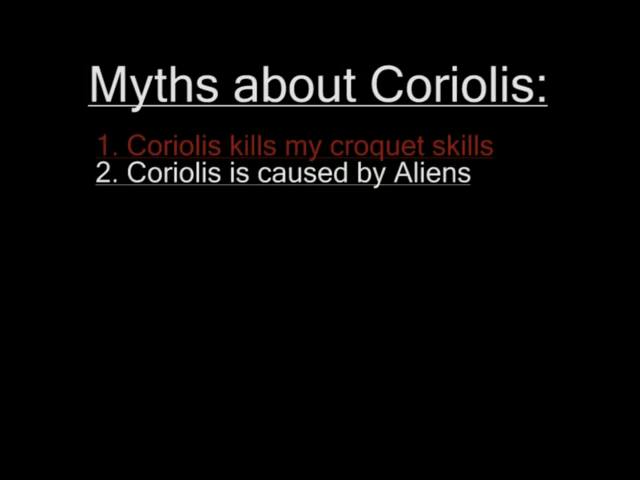 Myths about Coriolis:
1. Coriolis kills my croquet skills
2. Coriolis is caused by Aliens